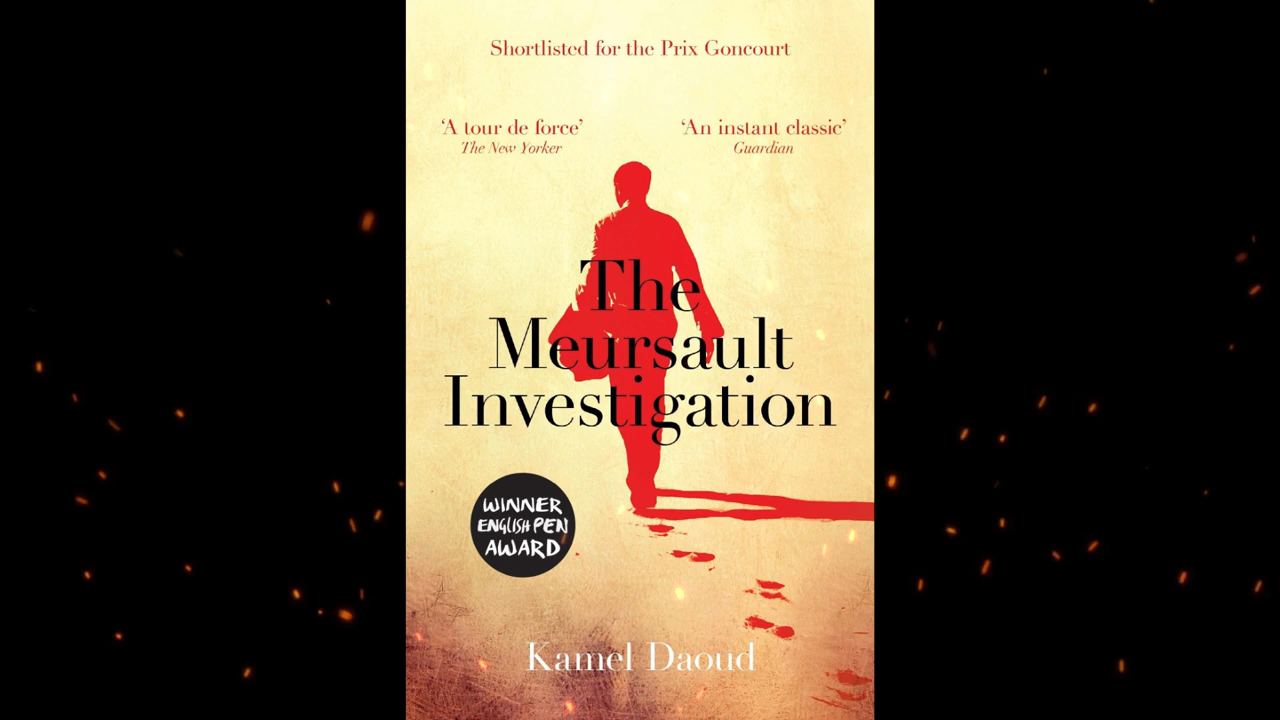 Shortlisted for the Prix Goncourt
‘A tour de force’
The New Yorker
‘An instant classic’
Guardian
The
Meursault
Investigation
WINNER
ENGLISH PEN
AWARD
Kamel Daoud